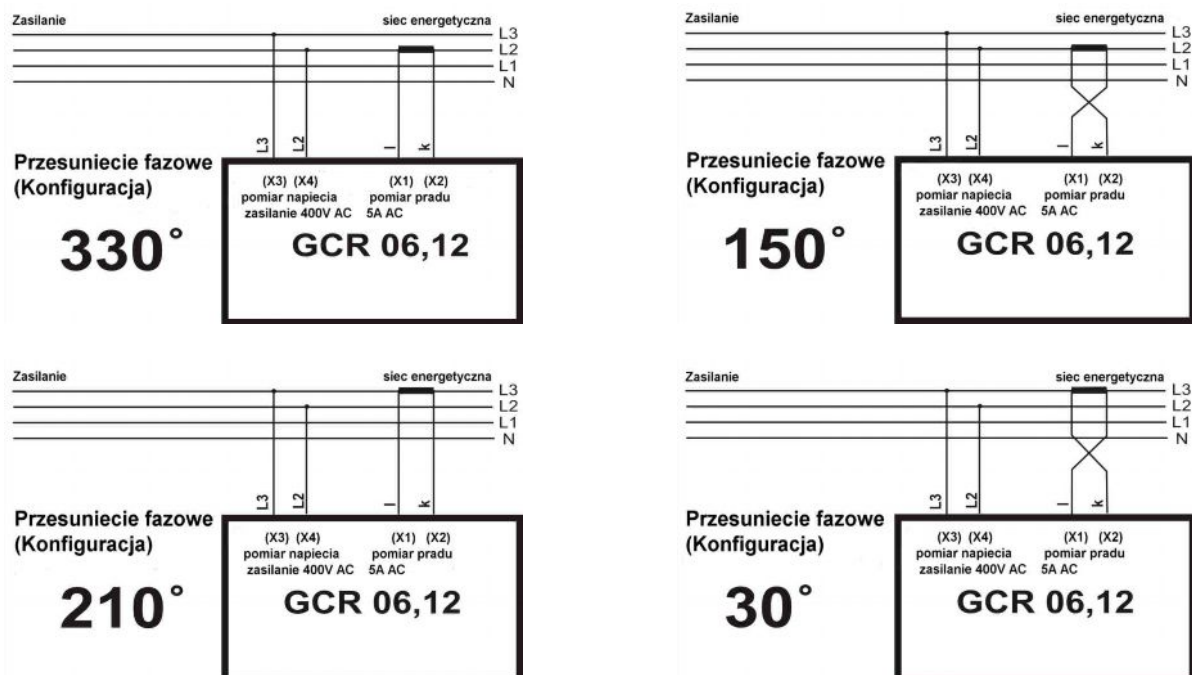 Zasilanie siec energetyczna
L3
L2
L1
N
L3 L2 l k
Przesuniecie fazowe
(Konfiguracja)
330°
(X3) (X4) (X1) (X2)
pomiar napiecia pomiar pradu
zasilanie 400V AC 5A AC
GCR 06,12
Zasilanie siec energetyczna
L3
L2
L1
N
L3 L2 l k
Przesuniecie fazowe
(Konfiguracja)
150°
(X3) (X4) (X1) (X2)
pomiar napiecia pomiar pradu
zasilanie 400V AC 5A AC
GCR 06,12
Zasilanie siec energetyczna
L3
L2
L1
N
L3 L2 l k
Przesuniecie fazowe
(Konfiguracja)
210°
(X3) (X4) (X1) (X2)
pomiar napiecia pomiar pradu
zasilanie 400V AC 5A AC
GCR 06,12
Zasilanie siec energetyczna
L3
L2
L1
N
L3 L2 l k
Przesuniecie fazowe
(Konfiguracja)
30°
(X3) (X4) (X1) (X2)
pomiar napiecia pomiar pradu
zasilanie 400V AC 5A AC
GCR 06,12